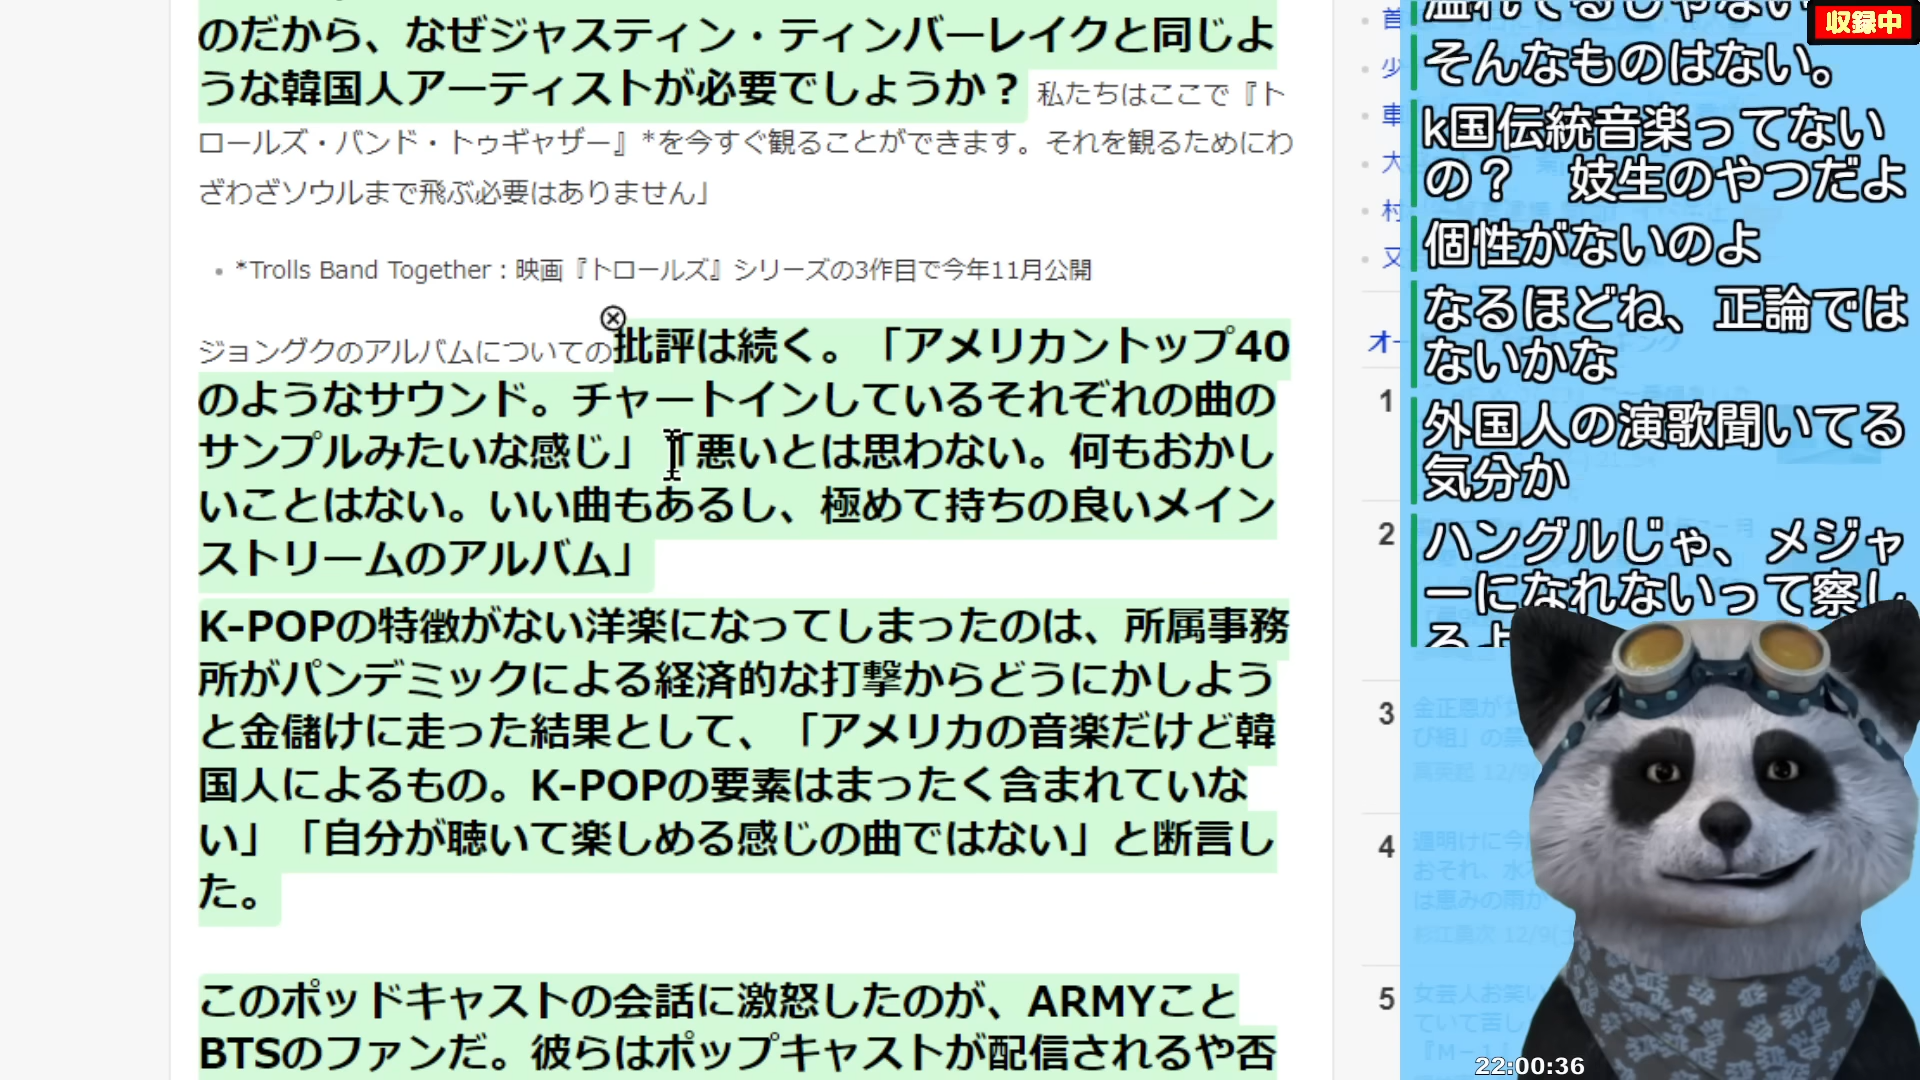 のだから、なぜジャスティン・ティンバーレイクと同じよ
うな韓国人アーティストが必要でしょうか？ 私たちはここで『ト
ロールズ・バンド・トゥギャザー』*を今すぐ観ることができます。それを観るためにわ
ざわざソウルまで飛ぶ必要はありません」
*Trolls Band Together：映画『トロールズ』シリーズの3作目で今年11月公開
ジョングクのアルバムについての批評は続く。「アメリカントップ40
のようなサウンド。チャートインしているそれぞれの曲の
サンプルみたいな感じ」「悪いとは思わない。何もおかし
いことはない。いい曲もあるし、極めて持ちの良いメイン
ストリームのアルバム」
K-POPの特徴がない洋楽になってしまったのは、所属事務
所がパンデミックによる経済的な打撃からどうにかしよう
と金儲けに走った結果として、「アメリカの音楽だけど韓
国人によるもの。K-POPの要素はまったく含まれていな
い」「自分が聴いて楽しめる感じの曲ではない」と断言し
た。
このポッドキャストの会話に激怒したのが、ARMYこと
BTSのファンだ。彼らはポップキャストが配信されるや否
首
少
車
大
村
又
オー
1
2
3
4
5
収録中
溢れてるじゃない
そんなものはない。
k国伝統音楽ってない
の？　妓生のやつだよ
個性がないのよ
なるほどね、正論では
ないかな
外国人の演歌聞いてる
気分か
ハングルじゃ、メジャ
ーになれないって察し
るよ
22:00:36